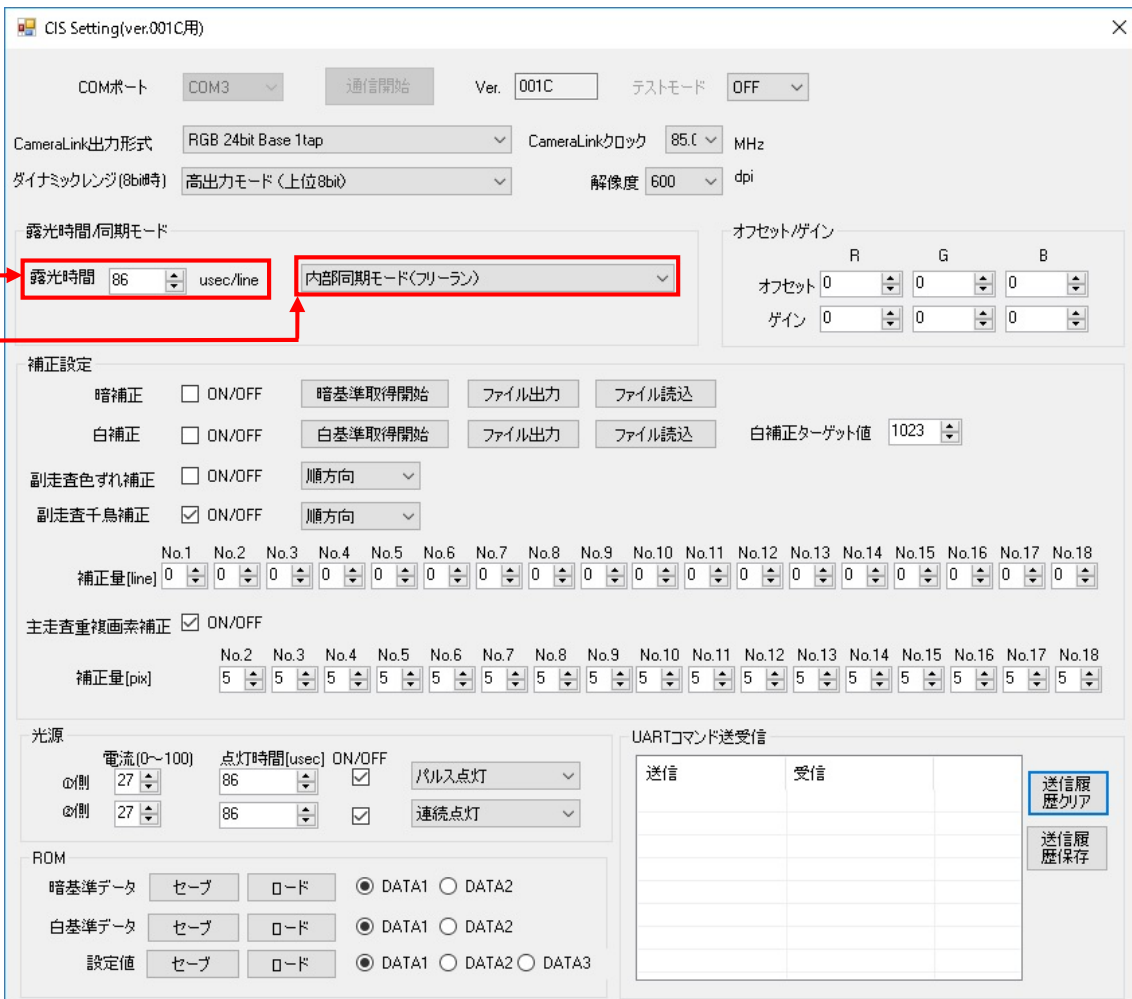 CIS Setting(ver.001C用)
COMポート COM3 通信開始 Ver. 001C テストモード OFF
CameraLink出力形式 RGB 24bit Base 1tap CameraLinkクロック 85.0 MHz
ダイナミックレンジ(8bit時) 高出力モード(上位8bit) 解像度 600 dpi
露光時間/同期モード オフセット/ゲイン
R G B
露光時間 86 usec/line 内部同期モード(フリーラン)
オフセット 0 0 0
ゲイン 0 0 0
補正設定
暗補正 ON/OFF 暗基準取得開始 ファイル出力 ファイル読込
白補正 ON/OFF 白基準取得開始 ファイル出力 ファイル読込 白補正ターゲット値 1023
副走査色ずれ補正 ON/OFF 順方向
副走査千鳥補正 ON/OFF 順方向
No.1 No.2 No.3 No.4 No.5 No.6 No.7 No.8 No.9 No.10 No.11 No.12 No.13 No.14 No.15 No.16 No.17 No.18
補正量[line] 0 0 0 0 0 0 0 0 0 0 0 0 0 0 0 0 0 0
主走査重複画素補正 ON/OFF
No.2 No.3 No.4 No.5 No.6 No.7 No.8 No.9 No.10 No.11 No.12 No.13 No.14 No.15 No.16 No.17 No.18
補正量[pix] 5 5 5 5 5 5 5 5 5 5 5 5 5 5 5 5 5
光源
電流(0～100) 点灯時間[usec] ON/OFF
①側 27 86 パルス点灯
②側 27 86 連続点灯
ROM
暗基準データ セーブ ロード DATA1 DATA2
白基準データ セーブ ロード DATA1 DATA2
設定値 セーブ ロード DATA1 DATA2 DATA3
UARTコマンド送受信
送信 受信
送信履
歴クリア
送信履
歴保存